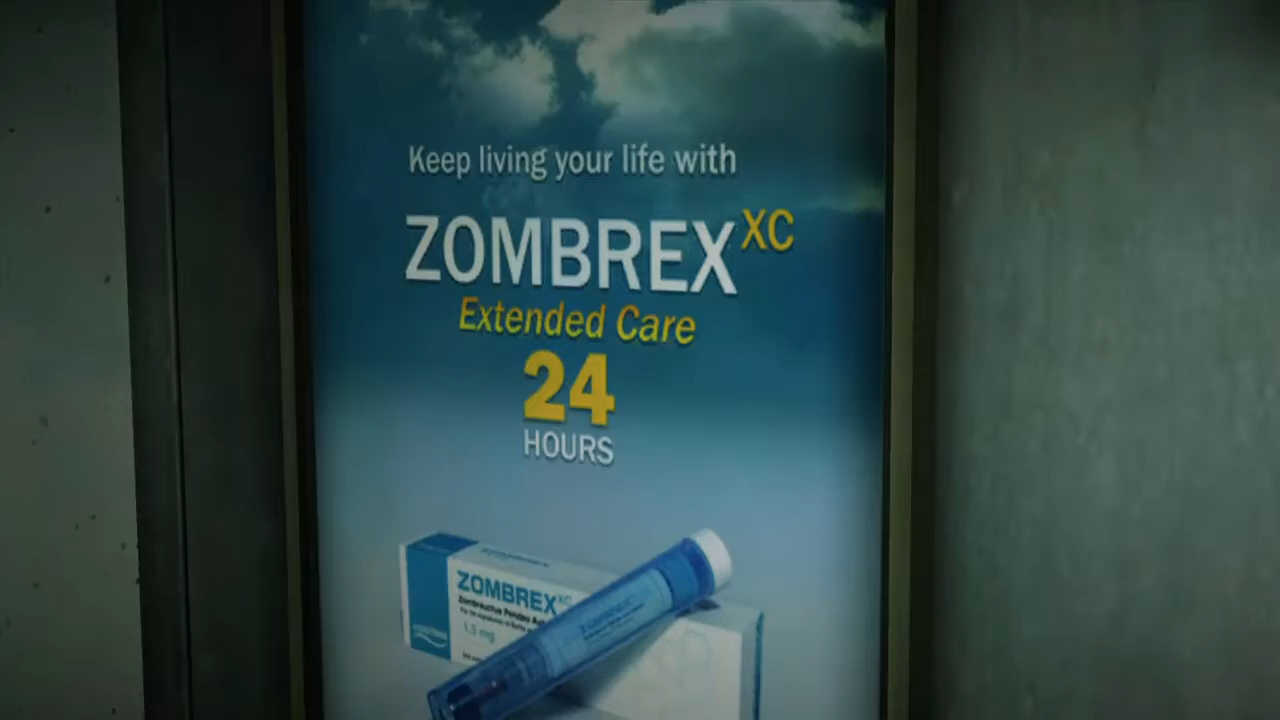 Keep living your life with
ZOMBREX XC
Extended Care
24
HOURS
ZOMBREX XC
1.5 mg